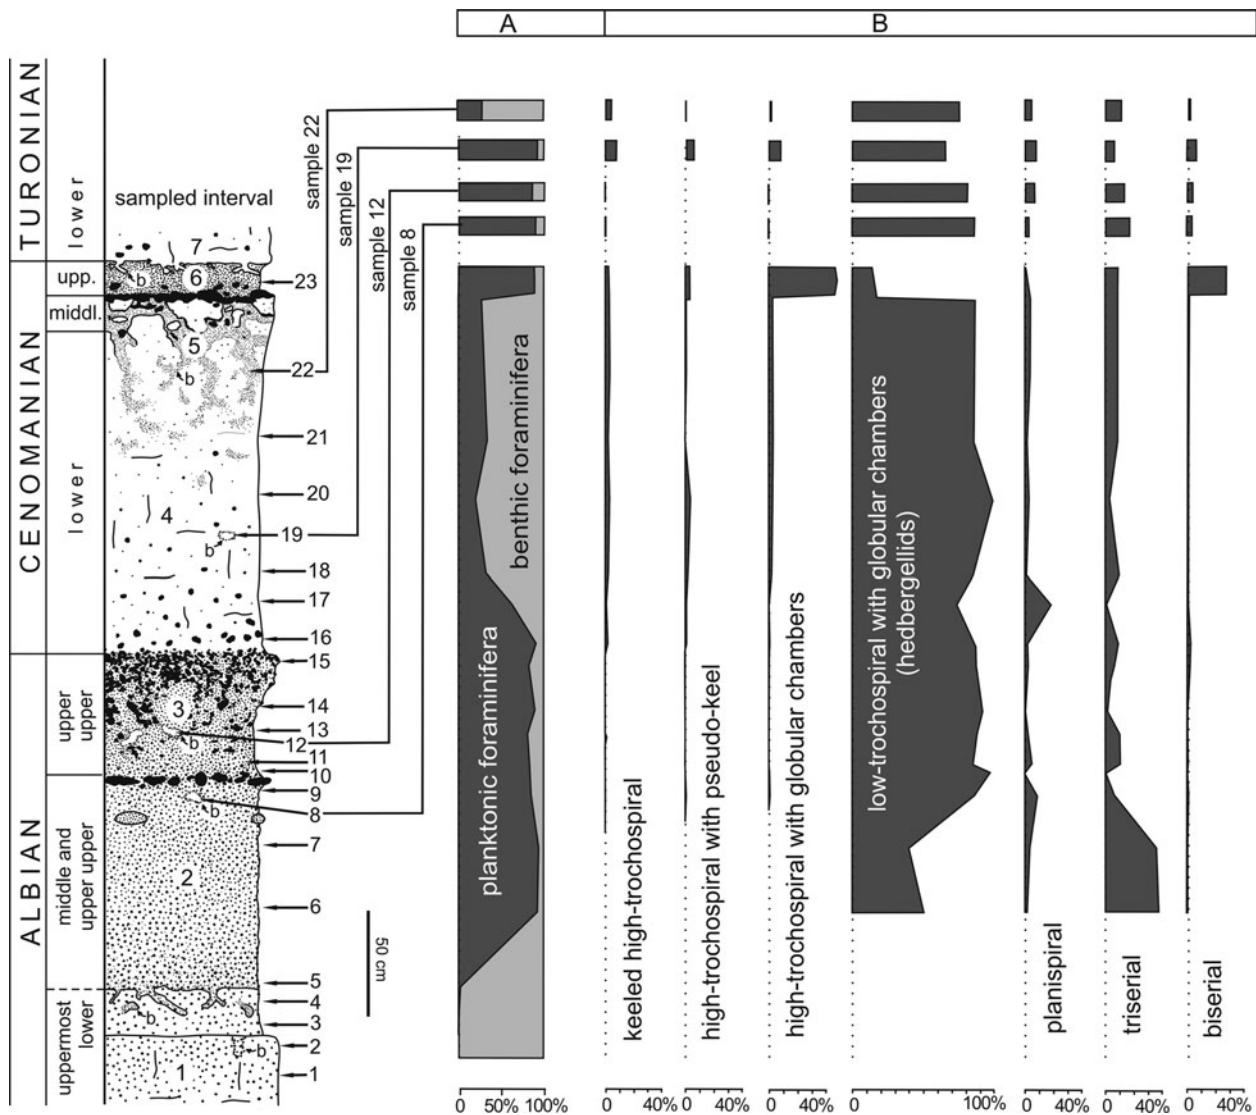 A
B
TURONIAN
lower
CENOMANIAN
upp.
middl.
lower
ALBIAN
upper
upper
middle and
upper upper
uppermost
lower
sampled interval
7
6
b
5
b
4
b
3
b
b
2
b
b
1
23
22
21
20
19
18
17
16
15
14
13
12
11
10
9
8
7
6
5
4
3
2
1
50 cm
sample 22
sample 19
sample 12
sample 8
planktonic foraminifera
benthic foraminifera
keeled high-trochospiral
high-trochospiral with pseudo-keel
high-trochospiral with globular chambers
low-trochospiral with globular chambers
(hedbergellids)
planispiral
triserial
biserial
0 50% 100%
0 40%
0 40%
0 40%
0 100%
0 40%
0 40%
0 40%